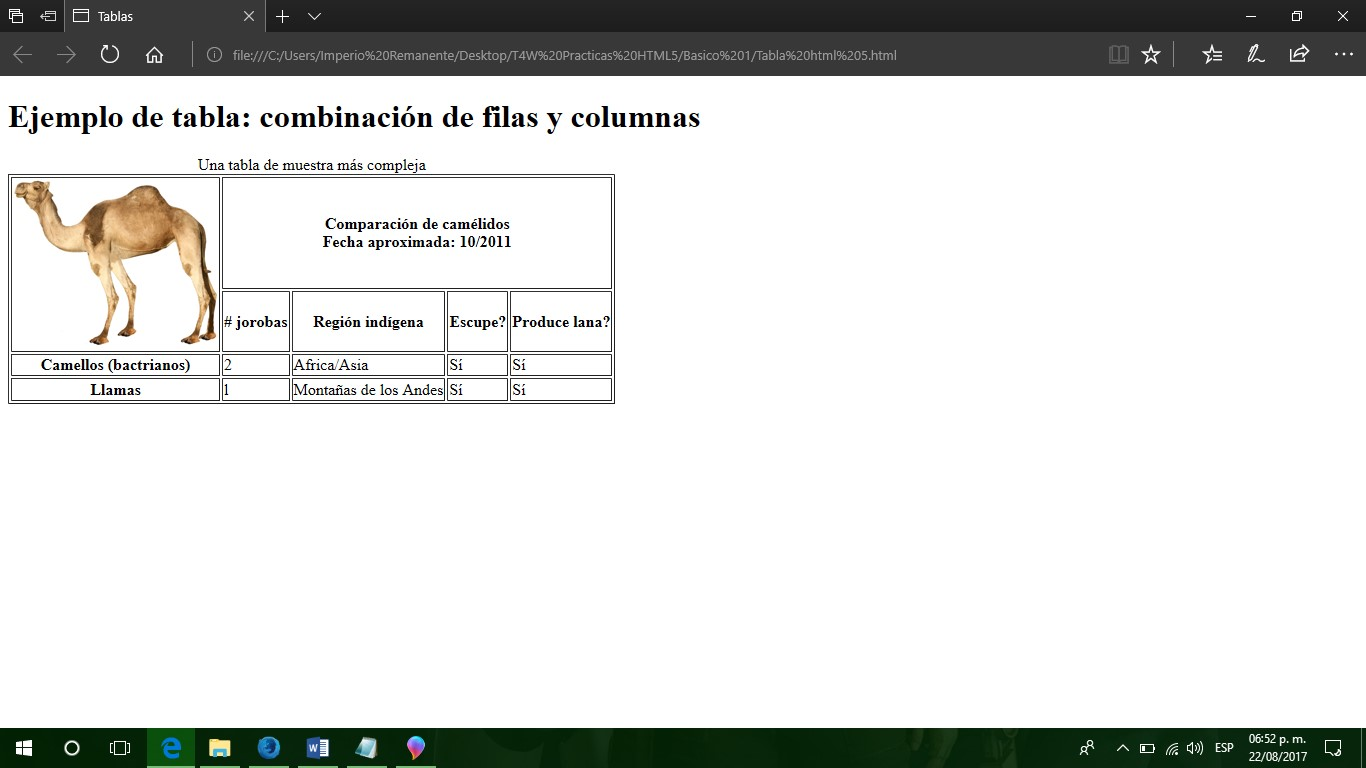 Tablas
file:///C:/Users/Imperio%20Remanente/Desktop/T4W%20Practicas%20HTML5/Basico%201/Tabla%20html%205.html
Ejemplo de tabla: combinación de filas y columnas
Una tabla de muestra más compleja
Comparación de camélidos
Fecha aproximada: 10/2011
# jorobas Región indígena Escupe? Produce lana?
Camellos (bactrianos) 2 Africa/Asia Sí Sí
Llamas 1 Montañas de los Andes Sí Sí
ESP
06:52 p. m.
22/08/2017